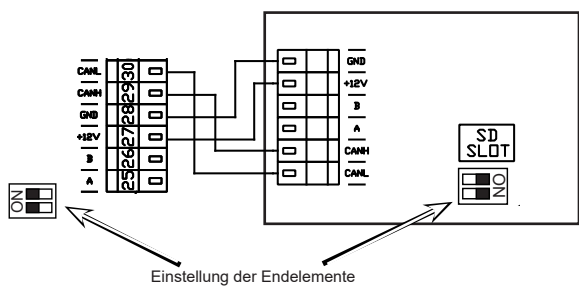 CANL 30
CANH 29
GND 28
+12V 27
B 26
A 25
GND
+12V
B
A
CANH
CANL
SD
SLOT
ON
ON
Einstellung der Endelemente